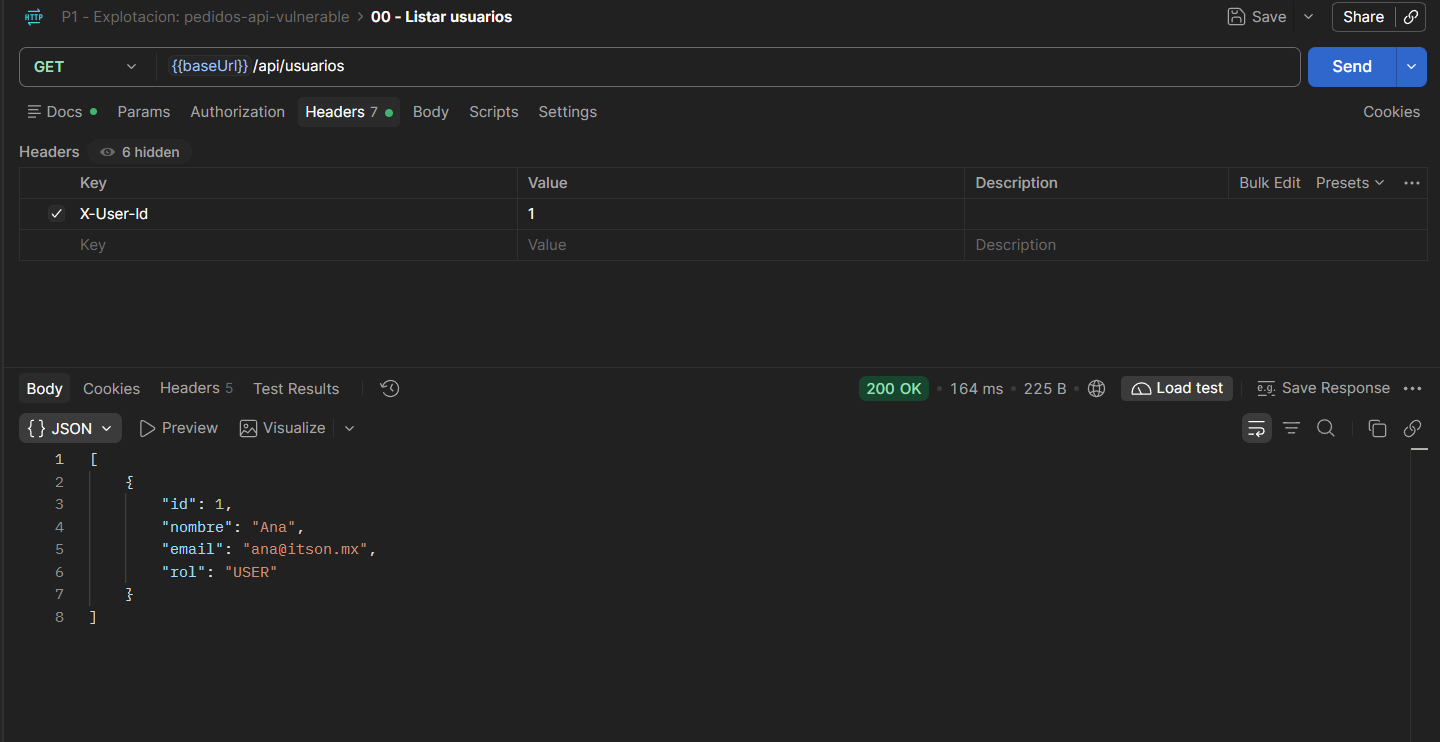 HTTP P1 - Explotacion: pedidos-api-vulnerable > 00 - Listar usuarios Save Share
GET {{baseUrl}} /api/usuarios Send
Docs Params Authorization Headers 7 Body Scripts Settings Cookies
Headers 6 hidden
Key Value Description Bulk Edit Presets ...
X-User-Id 1
Key Value Description
Body Cookies Headers 5 Test Results 200 OK • 164 ms • 225 B • Load test e.g. Save Response ...
{} JSON Preview Visualize
1 [
2 {
3 "id": 1,
4 "nombre": "Ana",
5 "email": "ana@itson.mx",
6 "rol": "USER"
7 }
8 ]